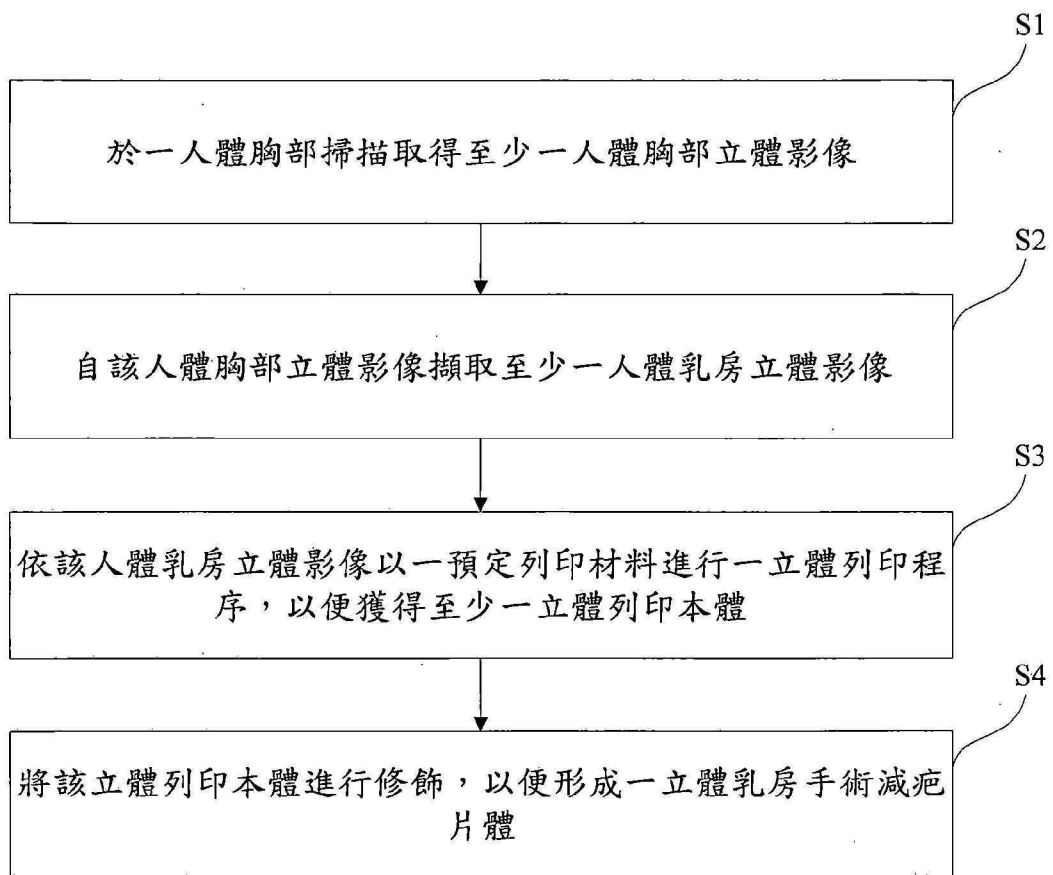 S1
於一人體胸部掃描取得至少一人體胸部立體影像
S2
自該人體胸部立體影像擷取至少一人體乳房立體影像
S3
依該人體乳房立體影像以一預定列印材料進行一立體列印程
序，以便獲得至少一立體列印本體
S4
將該立體列印本體進行修飾，以便形成一立體乳房手術減疤
片體